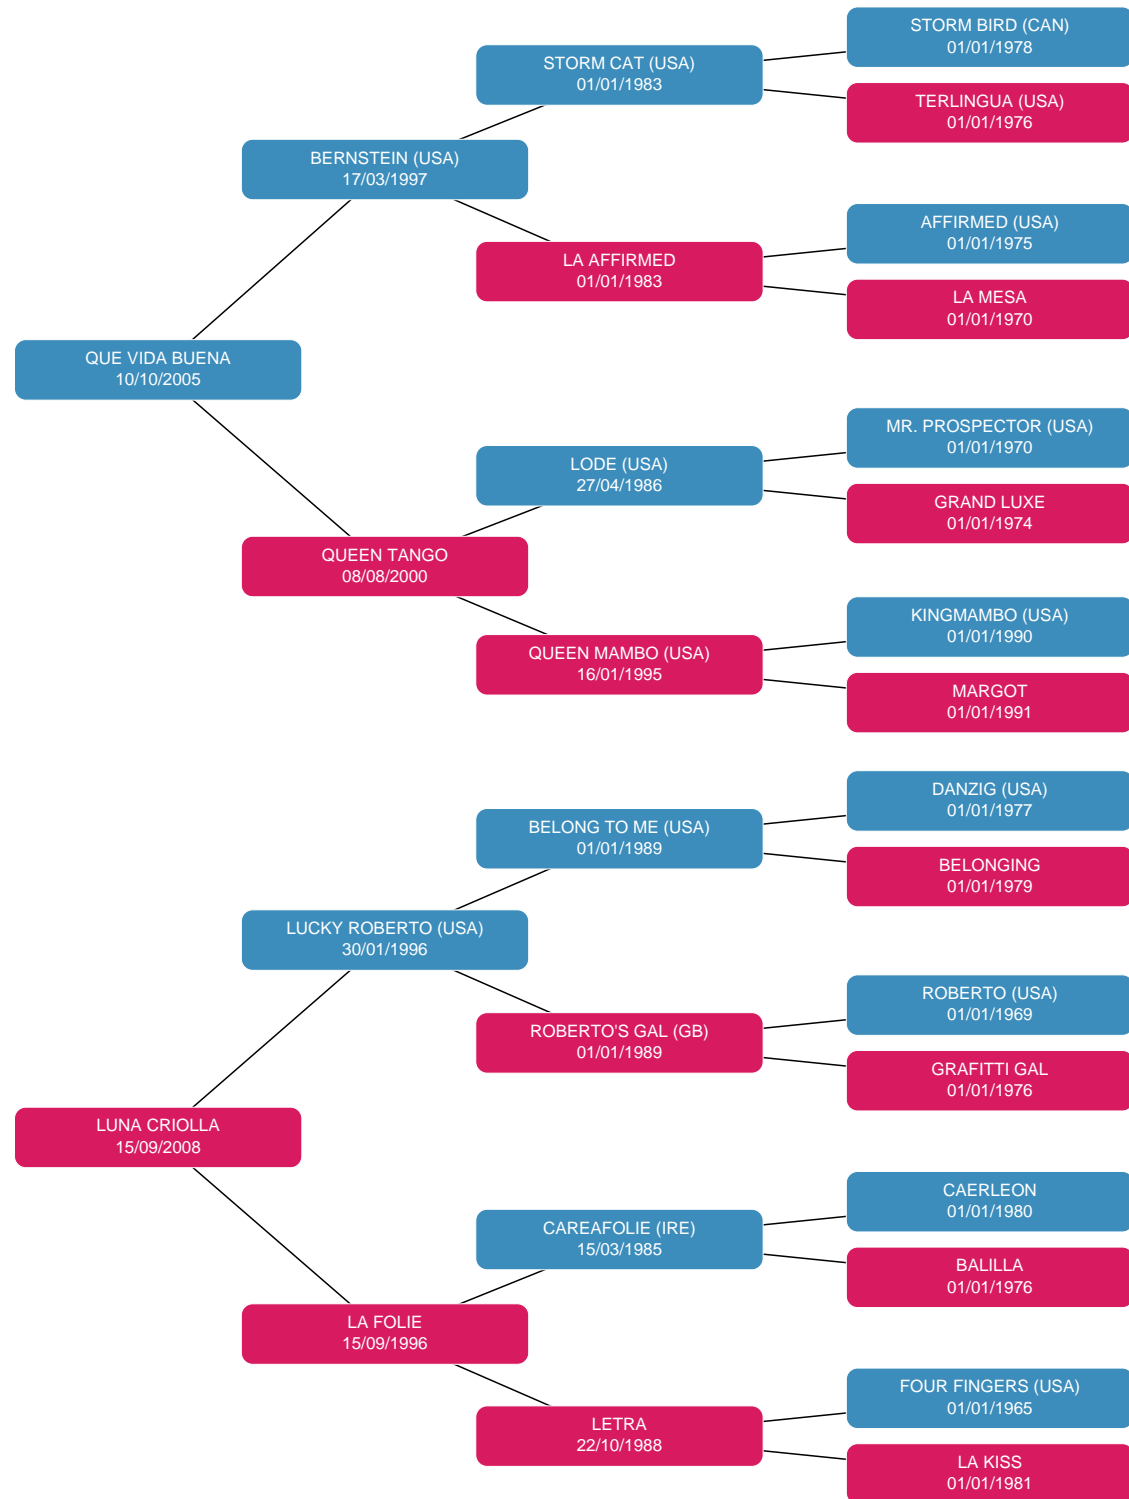 STORM BIRD (CAN)
01/01/1978
STORM CAT (USA)
01/01/1983
TERLINGUA (USA)
01/01/1976
BERNSTEIN (USA)
17/03/1997
AFFIRMED (USA)
01/01/1975
LA AFFIRMED
01/01/1983
LA MESA
01/01/1970
QUE VIDA BUENA
10/10/2005
MR. PROSPECTOR (USA)
01/01/1970
LODE (USA)
27/04/1986
GRAND LUXE
01/01/1974
QUEEN TANGO
08/08/2000
KINGMAMBO (USA)
01/01/1990
QUEEN MAMBO (USA)
16/01/1995
MARGOT
01/01/1991
DANZIG (USA)
01/01/1977
BELONG TO ME (USA)
01/01/1989
BELONGING
01/01/1979
LUCKY ROBERTO (USA)
30/01/1996
ROBERTO (USA)
01/01/1969
ROBERTO'S GAL (GB)
01/01/1989
GRAFITTI GAL
01/01/1976
LUNA CRIOLLA
15/09/2008
CAERLEON
01/01/1980
CAREAFOLIE (IRE)
15/03/1985
BALILLA
01/01/1976
LA FOLIE
15/09/1996
FOUR FINGERS (USA)
01/01/1965
LETRA
22/10/1988
LA KISS
01/01/1981